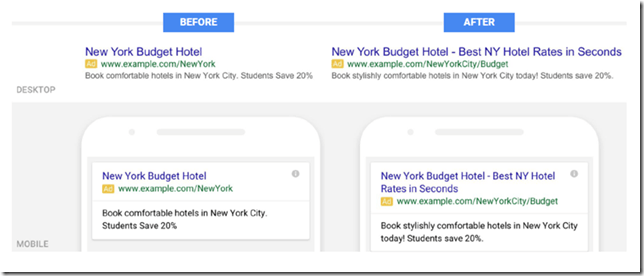 BEFORE
AFTER
New York Budget Hotel
Ad www.example.com/NewYork
Book comfortable hotels in New York City. Students Save 20%
New York Budget Hotel - Best NY Hotel Rates in Seconds
Ad www.example.com/NewYorkCity/Budget
Book stylishly comfortable hotels in New York City today! Students save 20%.
DESKTOP
New York Budget Hotel
Ad www.example.com/NewYork
Book comfortable hotels in New York City.
Students Save 20%
New York Budget Hotel - Best NY Hotel
Rates in Seconds
Ad www.example.com/NewYorkCity/Budget
Book stylishly comfortable hotels in New York City
today! Students save 20%.
MOBILE